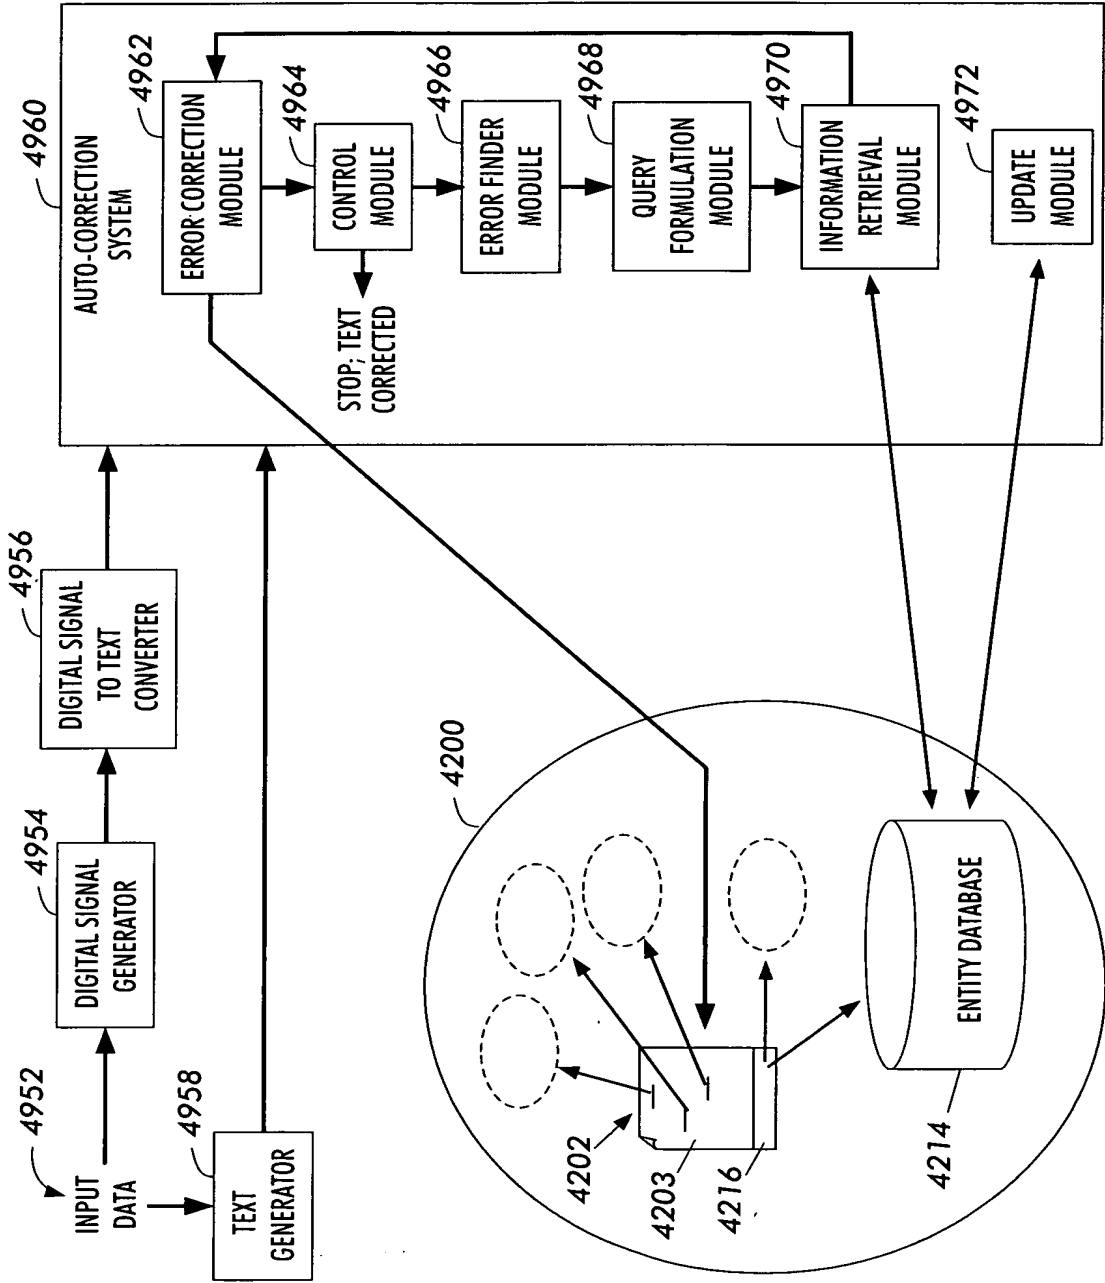 4952
INPUT
DATA
4954
DIGITAL SIGNAL
GENERATOR
4956
DIGITAL SIGNAL
TO TEXT
CONVERTER
4958
TEXT
GENERATOR
4960
AUTO-CORRECTION
SYSTEM
4962
ERROR CORRECTION
MODULE
4964
CONTROL
MODULE
STOP; TEXT
CORRECTED
4966
ERROR FINDER
MODULE
4968
QUERY
FORMULATION
MODULE
4970
INFORMATION
RETRIEVAL
MODULE
4972
UPDATE
MODULE
4200
4202
4203
4216
4214
ENTITY DATABASE